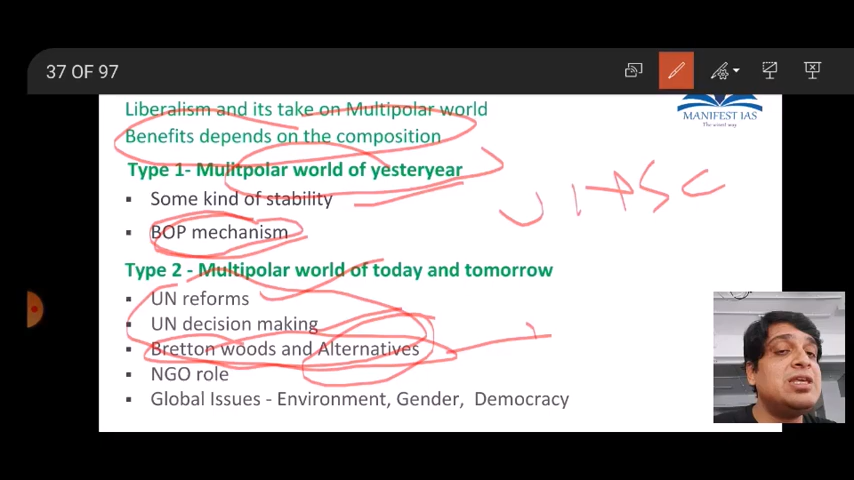 37 OF 97
Liberalism and its take on Multipolar world
Benefits depends on the composition
MANIFEST IAS
Type 1- Mulitpolar world of yesteryear
▪ Some kind of stability
▪ BOP mechanism
UPSC
Type 2 - Multipolar world of today and tomorrow
▪ UN reforms
▪ UN decision making
▪ Bretton woods and Alternatives
▪ NGO role
▪ Global Issues - Environment, Gender, Democracy